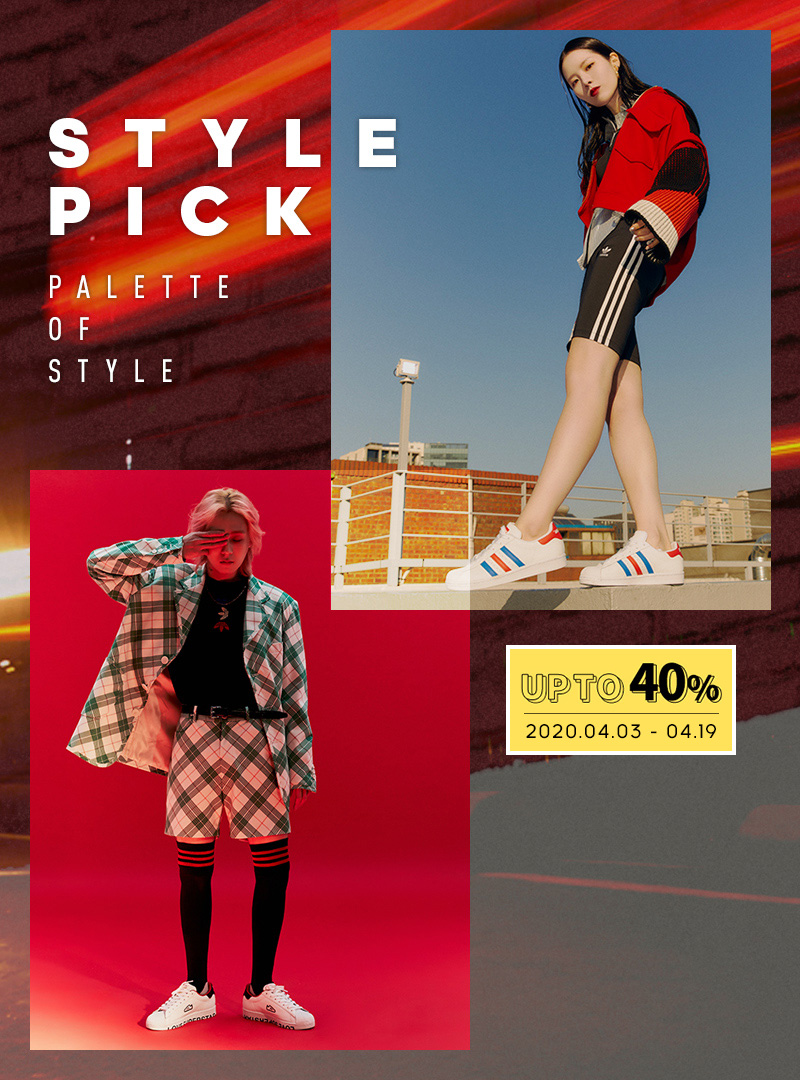 STYLE
PICK
PALETTE
OF
STYLE
UP TO 40%
2020.04.03 - 04.19